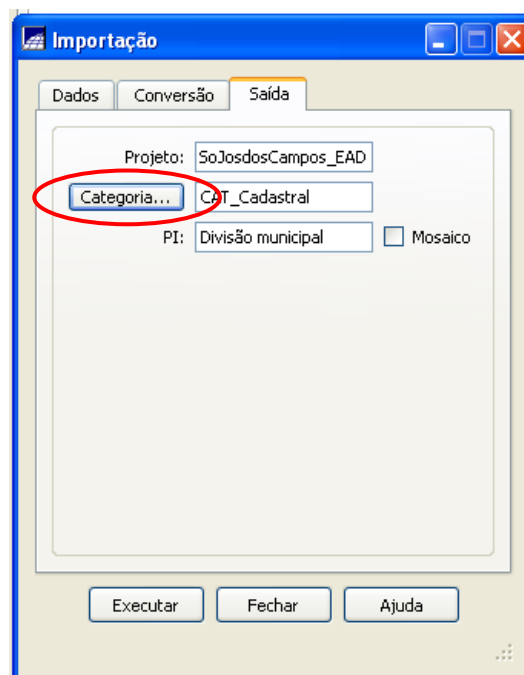 Importação
Dados Conversão Saída
Projeto: SoJosdosCampos_EAD
Categoria... CAT_Cadastral
PI: Divisão municipal Mosaico
Executar Fechar Ajuda